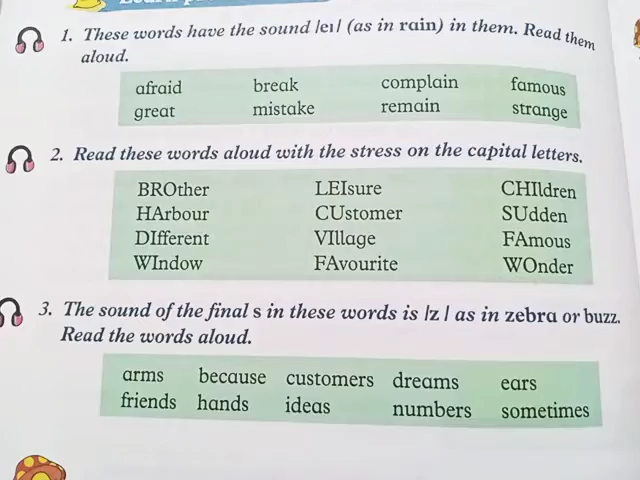 1. These words have the sound /eɪ/ (as in rain) in them. Read them
aloud.
afraid break complain famous
great mistake remain strange
2. Read these words aloud with the stress on the capital letters.
BROther LEIsure CHIldren
HArbour CUstomer SUdden
DIfferent VIllage FAmous
WIndow FAvourite WOnder
3. The sound of the final s in these words is /z / as in zebra or buzz.
Read the words aloud.
arms because customers dreams ears
friends hands ideas numbers sometimes